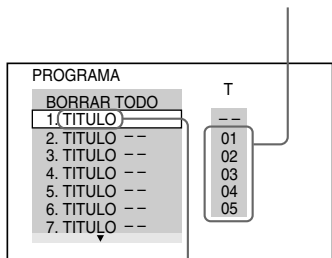 PROGRAMA
T
BORRAR TODO
1. TITULO
– –
2. TITULO – –
01
3. TITULO – –
02
4. TITULO – –
03
5. TITULO – –
04
6. TITULO – –
05
7. TITULO – –